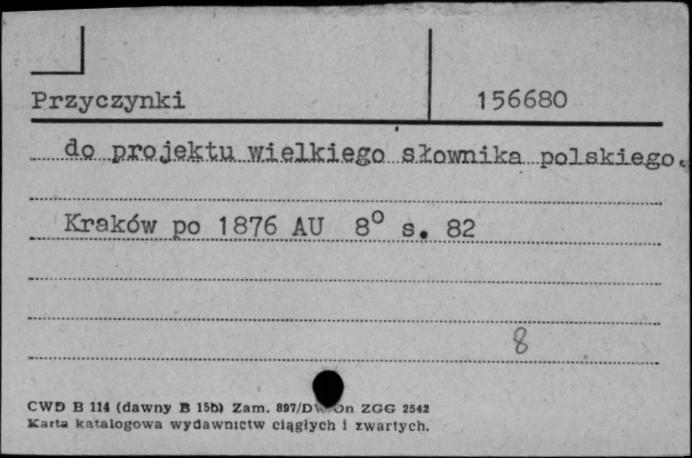 Przyczynki 156680
do projektu wielkiego słownika polskiego.
Kraków po 1876 AU 8° s. 82
8
CWD B 114 (dawny B 15b) Zam. 897/D ZGG 2542
Karta katalogowa wydawnictw ciągłych i zwartych.